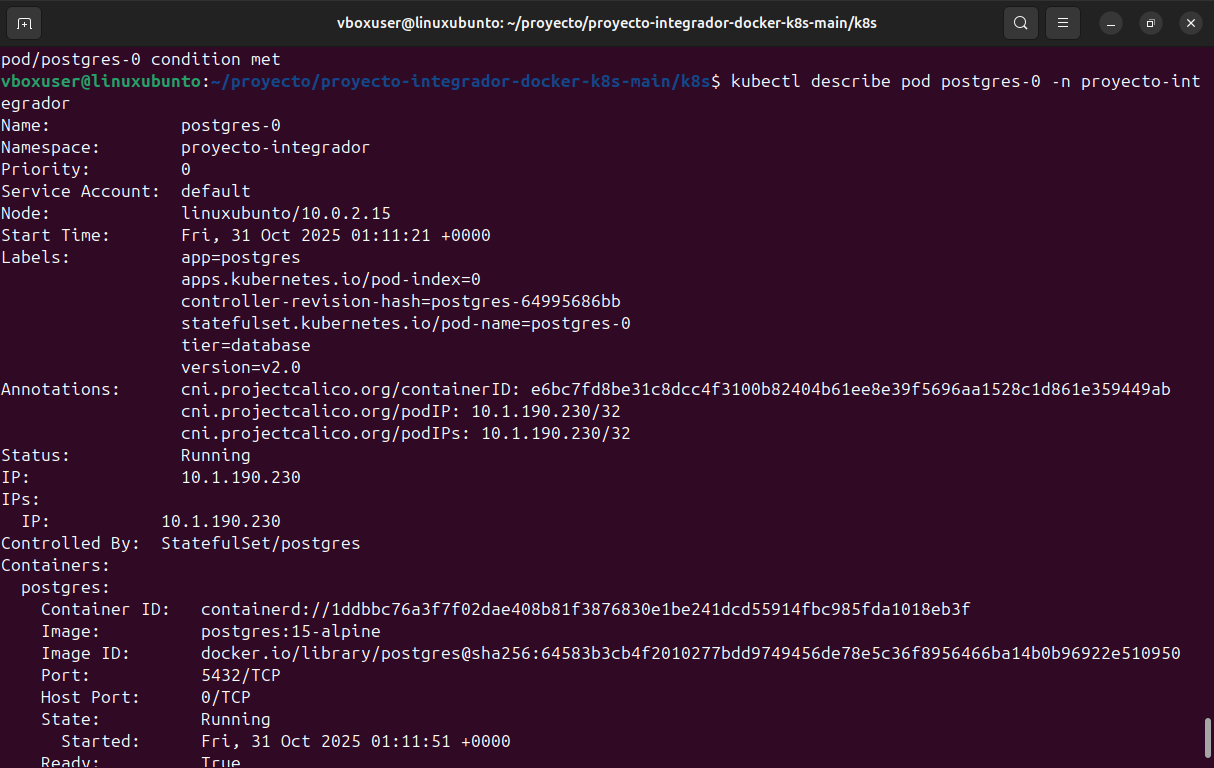 vboxuser@linuxubunto: ~/proyecto/proyecto-integrador-docker-k8s-main/k8s
pod/postgres-0 condition met
vboxuser@linuxubunto:~/proyecto/proyecto-integrador-docker-k8s-main/k8s$ kubectl describe pod postgres-0 -n proyecto-int
egrador
Name:             postgres-0
Namespace:        proyecto-integrador
Priority:         0
Service Account:  default
Node:             linuxubunto/10.0.2.15
Start Time:       Fri, 31 Oct 2025 01:11:21 +0000
Labels:           app=postgres
                  apps.kubernetes.io/pod-index=0
                  controller-revision-hash=postgres-64995686bb
                  statefulset.kubernetes.io/pod-name=postgres-0
                  tier=database
                  version=v2.0
Annotations:      cni.projectcalico.org/containerID: e6bc7fd8be31c8dcc4f3100b82404b61ee8e39f5696aa1528c1d861e359449ab
                  cni.projectcalico.org/podIP: 10.1.190.230/32
                  cni.projectcalico.org/podIPs: 10.1.190.230/32
Status:           Running
IP:               10.1.190.230
IPs:
  IP:           10.1.190.230
Controlled By:  StatefulSet/postgres
Containers:
  postgres:
    Container ID:   containerd://1ddbbc76a3f7f02dae408b81f3876830e1be241dcd55914fbc985fda1018eb3f
    Image:          postgres:15-alpine
    Image ID:       docker.io/library/postgres@sha256:64583b3cb4f2010277bdd9749456de78e5c36f8956466ba14b0b96922e510950
    Port:           5432/TCP
    Host Port:      0/TCP
    State:          Running
      Started:      Fri, 31 Oct 2025 01:11:51 +0000
    Ready:          True